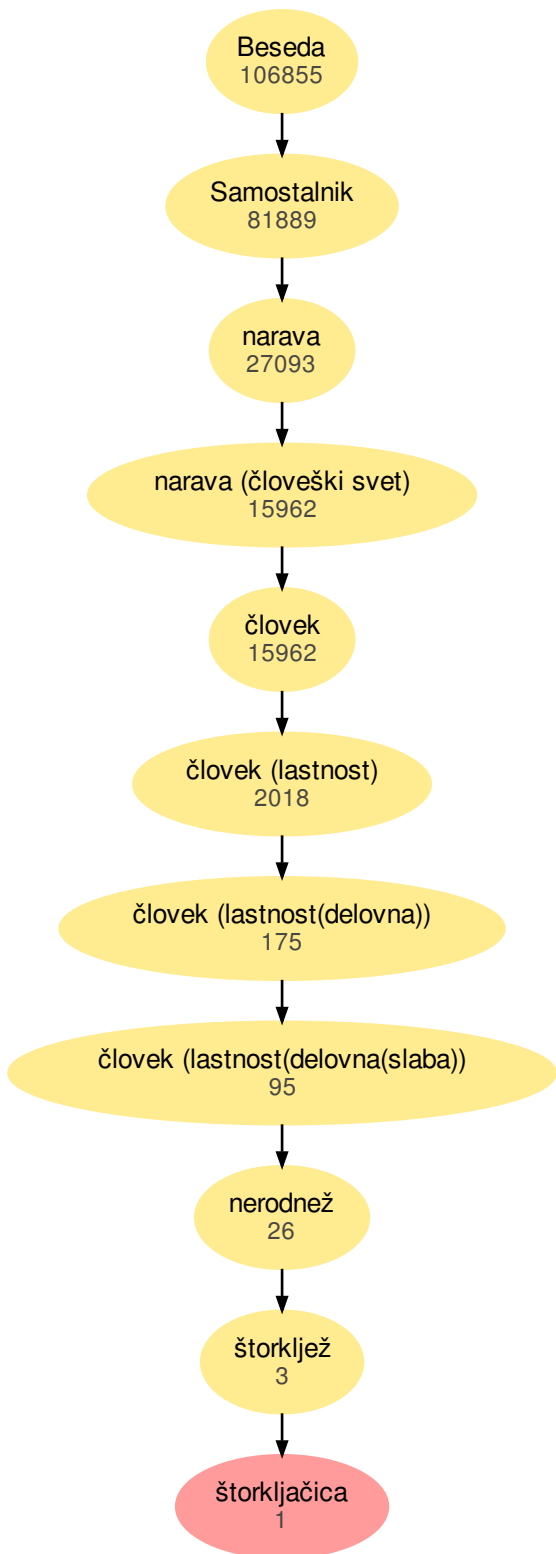 Beseda
106855
Samostalnik
81889
narava
27093
narava (človeški svet)
15962
človek
15962
človek (lastnost)
2018
človek (lastnost(delovna))
175
človek (lastnost(delovna(slaba))
95
nerodnež
26
štorkljež
3
štorkljačica
1